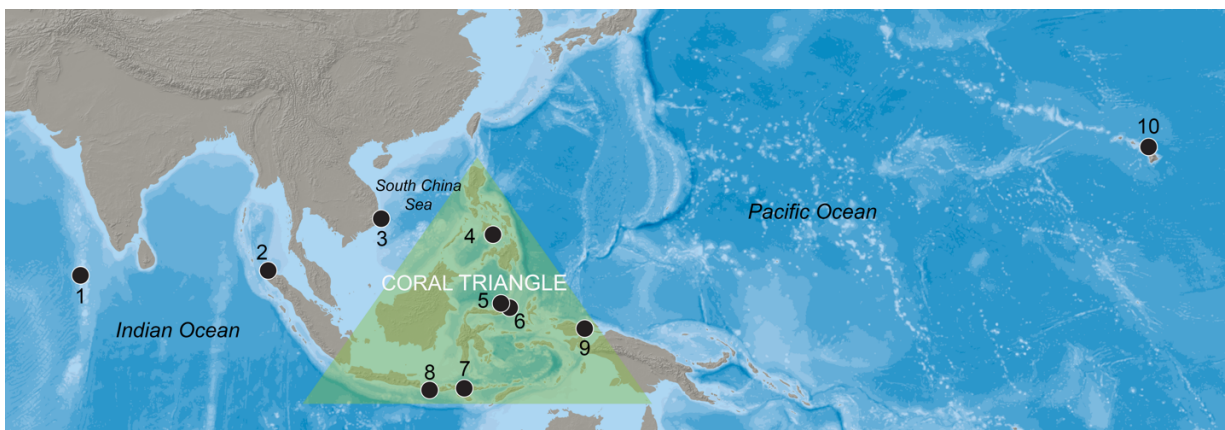 10
South China
Sea
Pacific Ocean
3
4
2
CORAL TRIANGLE
1
5
6
Indian Ocean
9
8
7